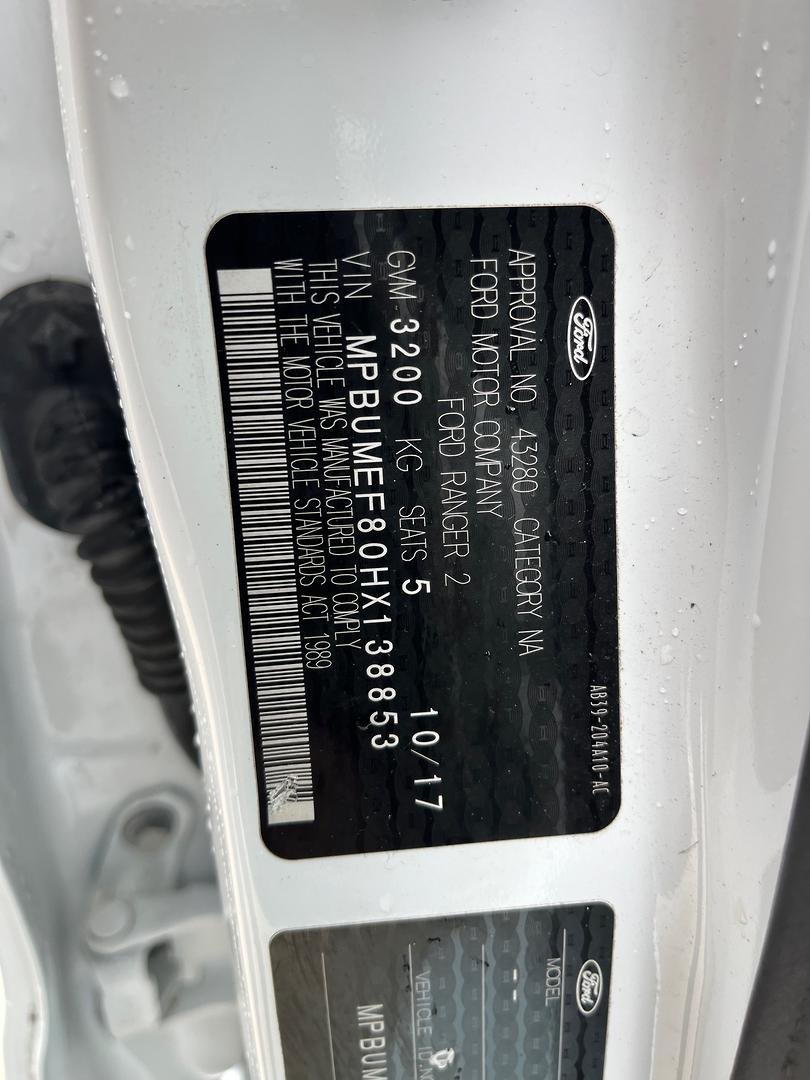 Ford
AB39-204A10-AC
APPROVAL NO 43280 CATEGORY NA
FORD MOTOR COMPANY
FORD RANGER 2 10/17
GVM 3200 KG SEATS 5
VIN MPBUMEF80HX138853
THIS VEHICLE WAS MANUFACTURED TO COMPLY
WITH THE MOTOR VEHICLE STANDARDS ACT 1989
Ford
MODEL
--
VEHICLE ID.NO
MPBUM